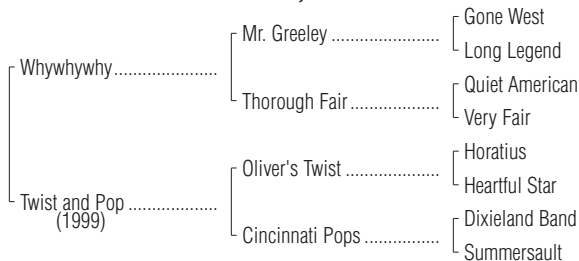 Gone West
Mr. Greeley ....................
Long Legend
Whywhywhy...................
Quiet American
Thorough Fair .................
Very Fair
Horatius
Oliver's Twist .................
Heartful Star
Twist and Pop ................
(1999)
Dixieland Band
Cincinnati Pops ..............
Summersault